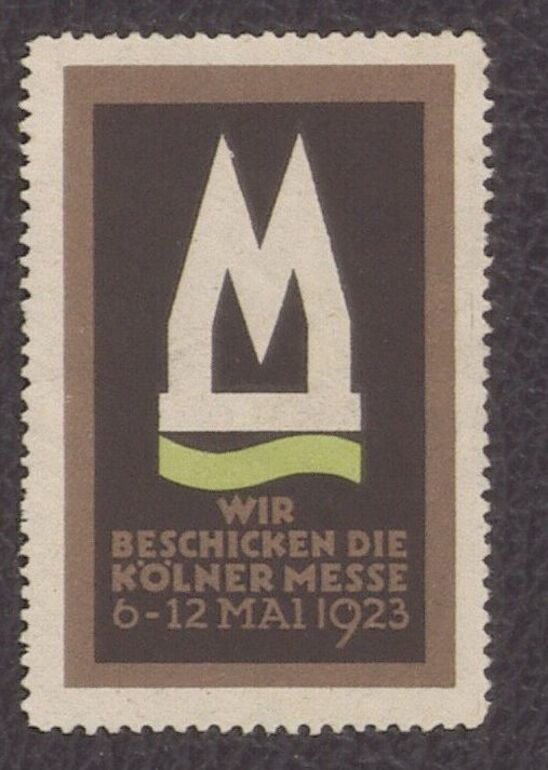 WIR
BESCHICKEN DIE
KÖLNER MESSE
6-12 MAI 1923